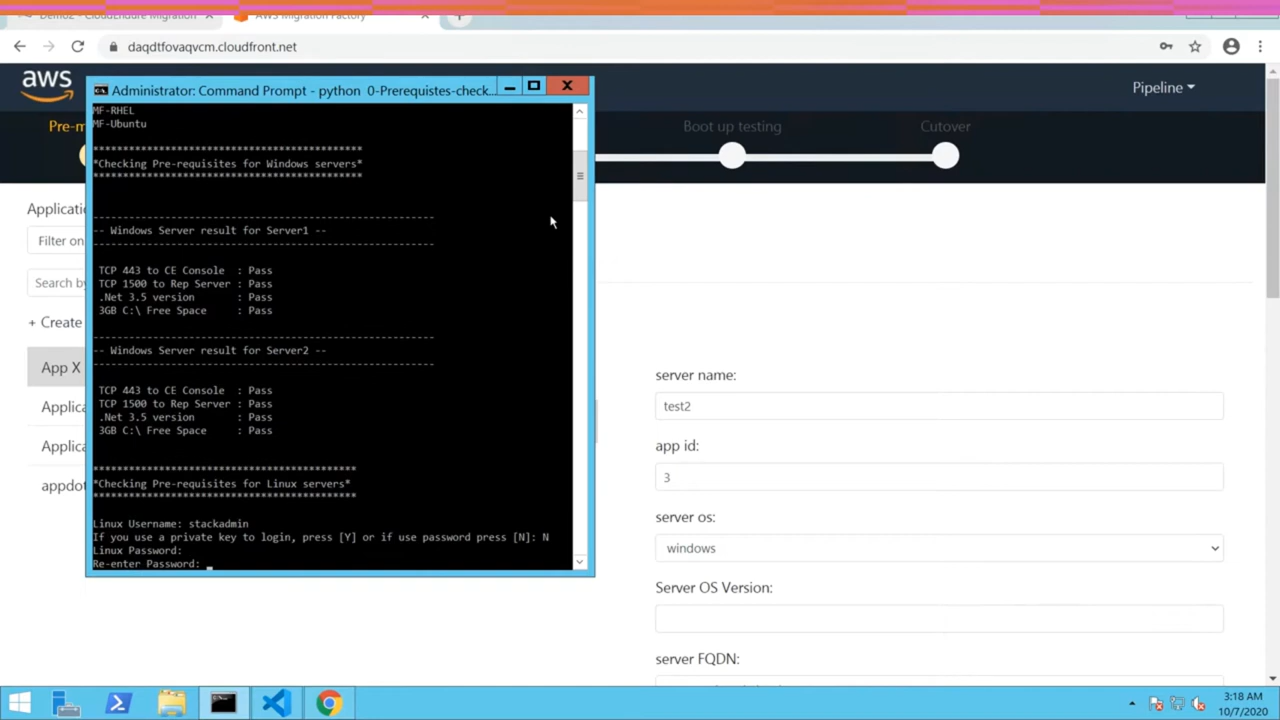 Demo2 - CloudEndure Migration
AWS Migration Factory
daqdtfovaqvcm.cloudfront.net
aws
Pipeline
Pre-m
Boot up testing
Cutover
Administrator: Command Prompt - python 0-Prerequistes-check...
MF-RHEL
MF-Ubuntu
*******************************************
*Checking Pre-requisites for Windows servers*
*******************************************
-- Windows Server result for Server1 --
TCP 443 to CE Console : Pass
TCP 1500 to Rep Server : Pass
.Net 3.5 version : Pass
3GB C:\ Free Space : Pass
-- Windows Server result for Server2 --
TCP 443 to CE Console : Pass
TCP 1500 to Rep Server : Pass
.Net 3.5 version : Pass
3GB C:\ Free Space : Pass
*******************************************
*Checking Pre-requisites for Linux servers*
*******************************************
Linux Username: stackadmin
If you use a private key to login, press [Y] or if use password press [N]: N
Linux Password:
Re-enter Password: _
Applicati
Filter on
Search by
+ Create
App X
Applica
Applica
appdot
server name:
test2
app id:
3
server os:
windows
Server OS Version:
server FQDN:
3:18 AM
10/7/2020